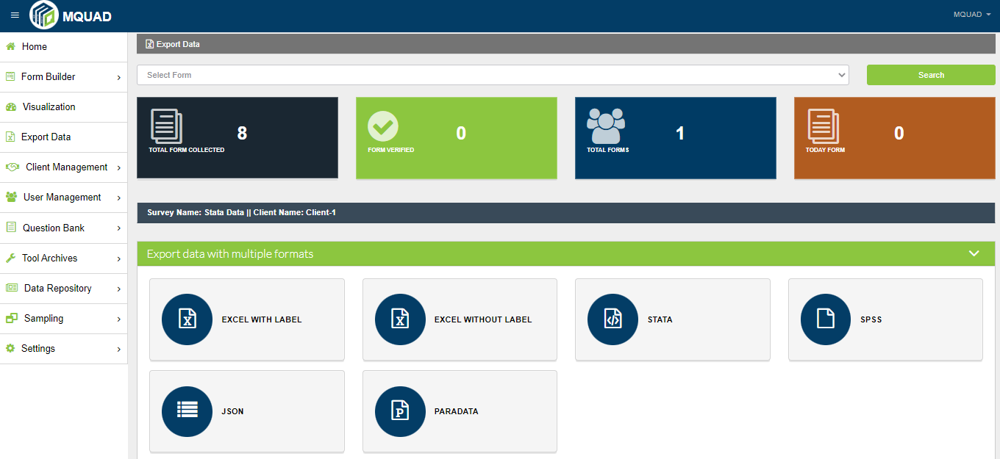 MQUAD
MQUAD
Home
Form Builder
Visualization
Export Data
Client Management
User Management
Question Bank
Tool Archives
Data Repository
Sampling
Settings
Export Data
Select Form
Search
8
TOTAL FORM COLLECTED
0
FORM VERIFIED
1
TOTAL FORMS
0
TODAY FORM
Survey Name: Stata Data || Client Name: Client-1
Export data with multiple formats
EXCEL WITH LABEL
EXCEL WITHOUT LABEL
STATA
SPSS
JSON
PARADATA